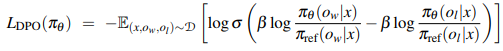 L_DPO(π_θ) = −𝔼_(x,o_w,o_l)∼𝒟 [ log σ ( β log π_θ(o_w|x) / π_ref(o_w|x) − β log π_θ(o_l|x) / π_ref(o_l|x) ) ]